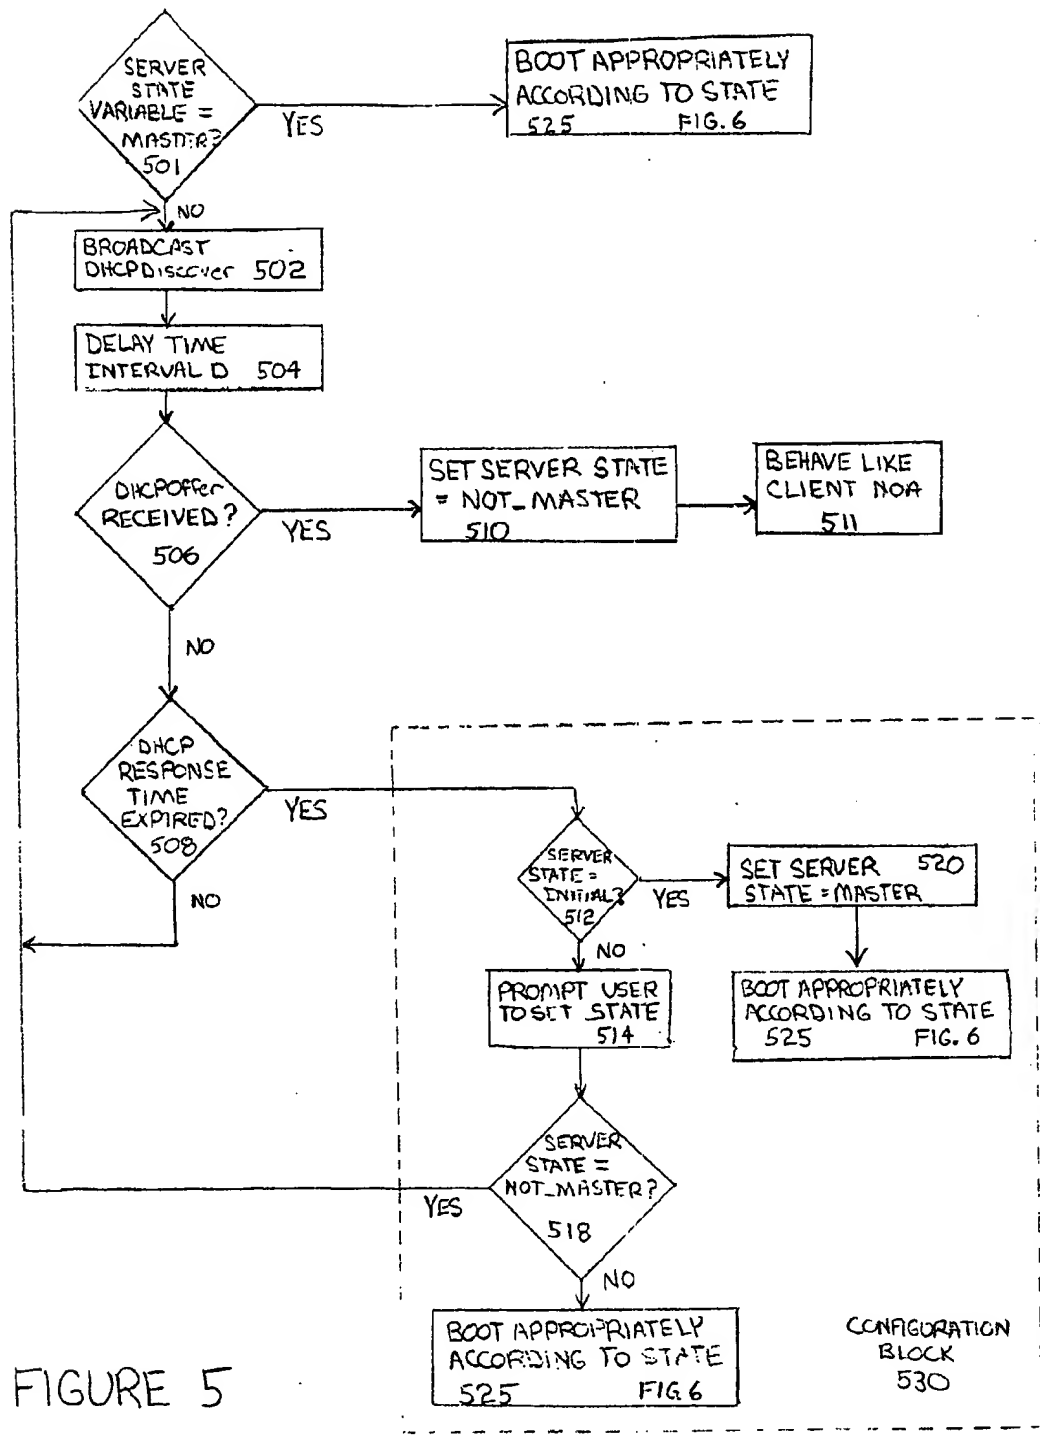 SERVER
STATE
VARIABLE =
MASTER?
501
YES
BOOT APPROPRIATELY
ACCORDING TO STATE
525 FIG. 6
NO
BROADCAST
DHCPDiscover 502
DELAY TIME
INTERVAL D 504
DHCPOffer
RECEIVED?
506
YES
SET SERVER STATE
= NOT_MASTER
510
BEHAVE LIKE
CLIENT NOA
511
NO
DHCP
RESPONSE
TIME
EXPIRED?
508
YES
NO
SERVER
STATE =
INITIAL?
512
YES
SET SERVER 520
STATE = MASTER
NO
PROMPT USER
TO SET STATE
514
BOOT APPROPRIATELY
ACCORDING TO STATE
525 FIG. 6
SERVER
STATE =
NOT_MASTER?
518
YES
NO
BOOT APPROPRIATELY
ACCORDING TO STATE
525 FIG 6
CONFIGURATION
BLOCK
530
FIGURE 5